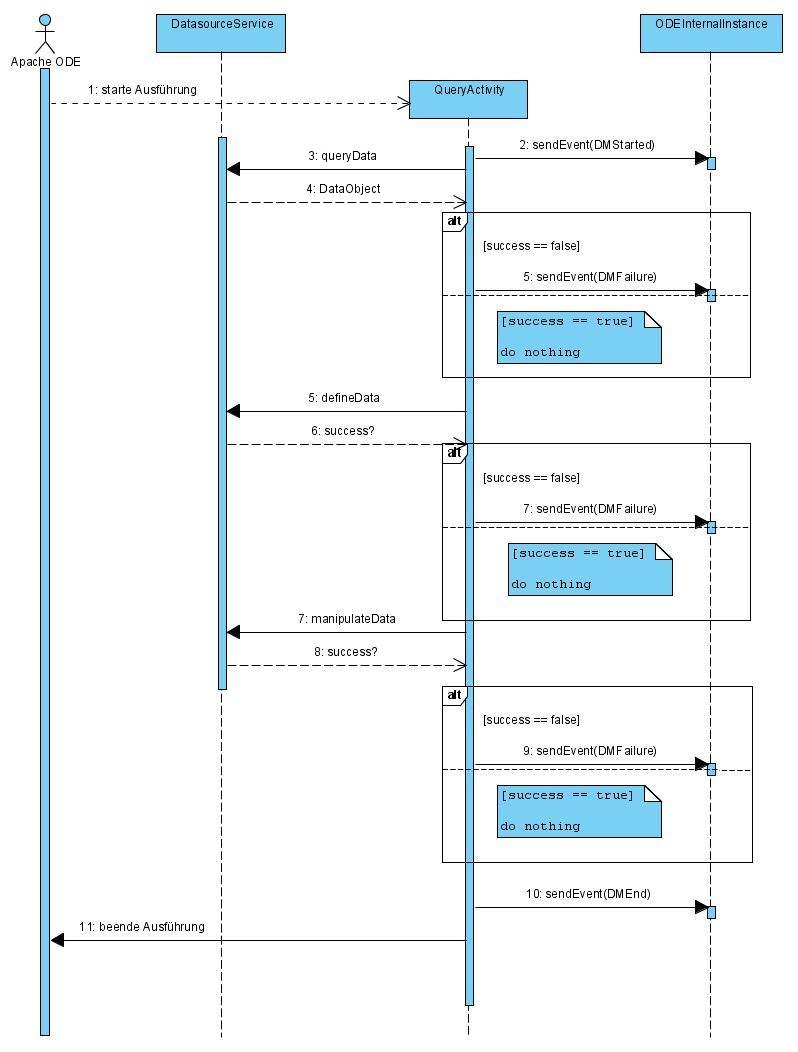 DatasourceService
ODEInternalInstance
Apache ODE
1: starte Ausführung
QueryActivity
2: sendEvent(DMStarted)
3: queryData
4: DataObject
alt
[success == false]
5: sendEvent(DMFailure)
[success == true]
do nothing
5: defineData
6: success?
alt
[success == false]
7: sendEvent(DMFailure)
[success == true]
do nothing
7: manipulateData
8: success?
alt
[success == false]
9: sendEvent(DMFailure)
[success == true]
do nothing
10: sendEvent(DMEnd)
11: beende Ausführung